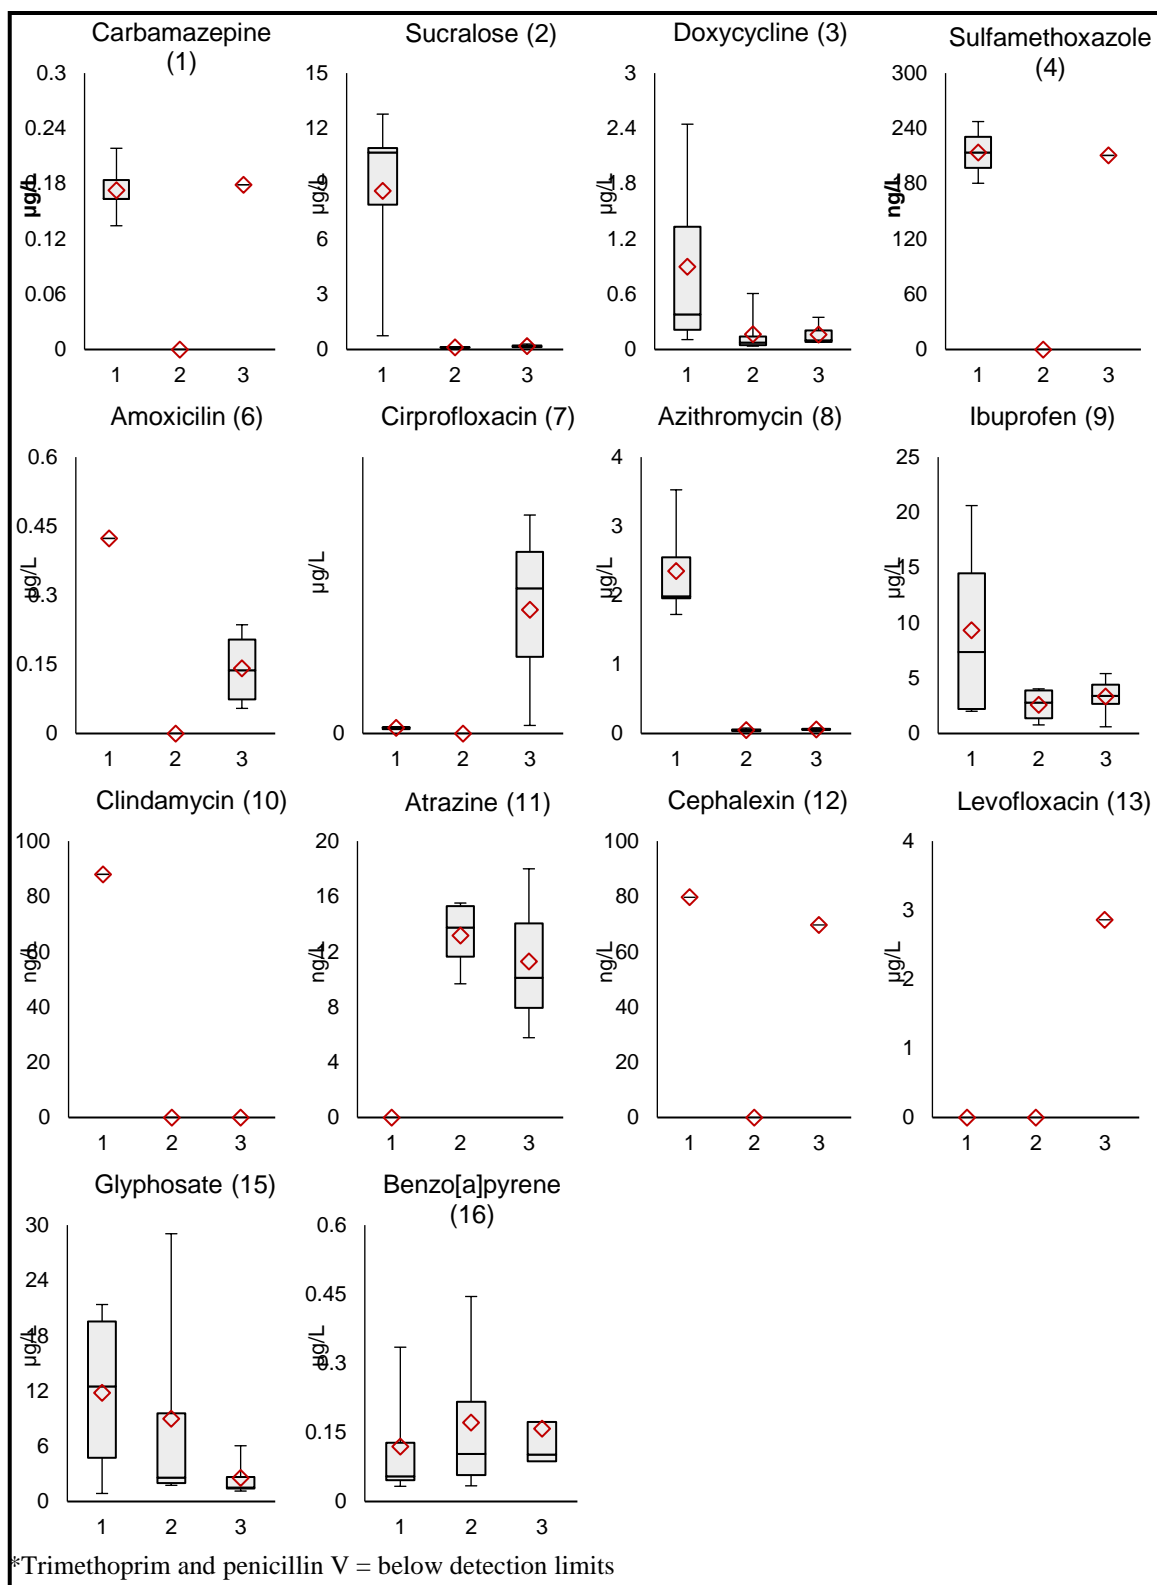 Carbamazepine
(1)
Sucralose (2)
Doxycycline (3)
Sulfamethoxazole
(4)
0.3
0.24
0.18
0.12
0.06
0
µg/L
1 2 3
15
12
9
6
3
0
µg/L
1 2 3
3
2.4
1.8
1.2
0.6
0
µg/L
1 2 3
300
240
180
120
60
0
ng/L
1 2 3
Amoxicilin (6)
Cirprofloxacin (7)
Azithromycin (8)
Ibuprofen (9)
0.6
0.45
0.3
0.15
0
µg/L
1 2 3
0
µg/L
1 2 3
4
3
2
1
0
µg/L
1 2 3
25
20
15
10
5
0
µg/L
1 2 3
Clindamycin (10)
Atrazine (11)
Cephalexin (12)
Levofloxacin (13)
100
80
60
40
20
0
ng/L
1 2 3
20
16
12
8
4
0
ng/L
1 2 3
100
80
60
40
20
0
ng/L
1 2 3
4
3
2
1
0
µg/L
1 2 3
Glyphosate (15)
Benzo[a]pyrene
(16)
30
24
18
12
6
0
µg/L
1 2 3
0.6
0.45
0.3
0.15
0
µg/L
1 2 3
*Trimethoprim and penicillin V = below detection limits